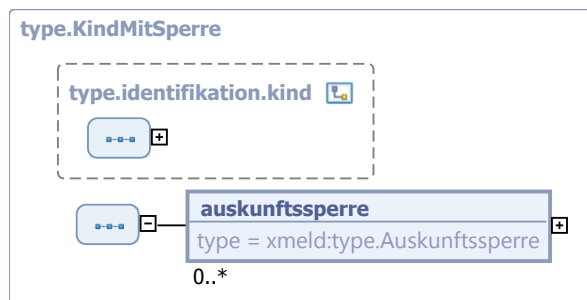 type.KindMitSperre
type.identifikation.kind
auskunftssperre
type = xmeld:type.Auskunftssperre
0..*